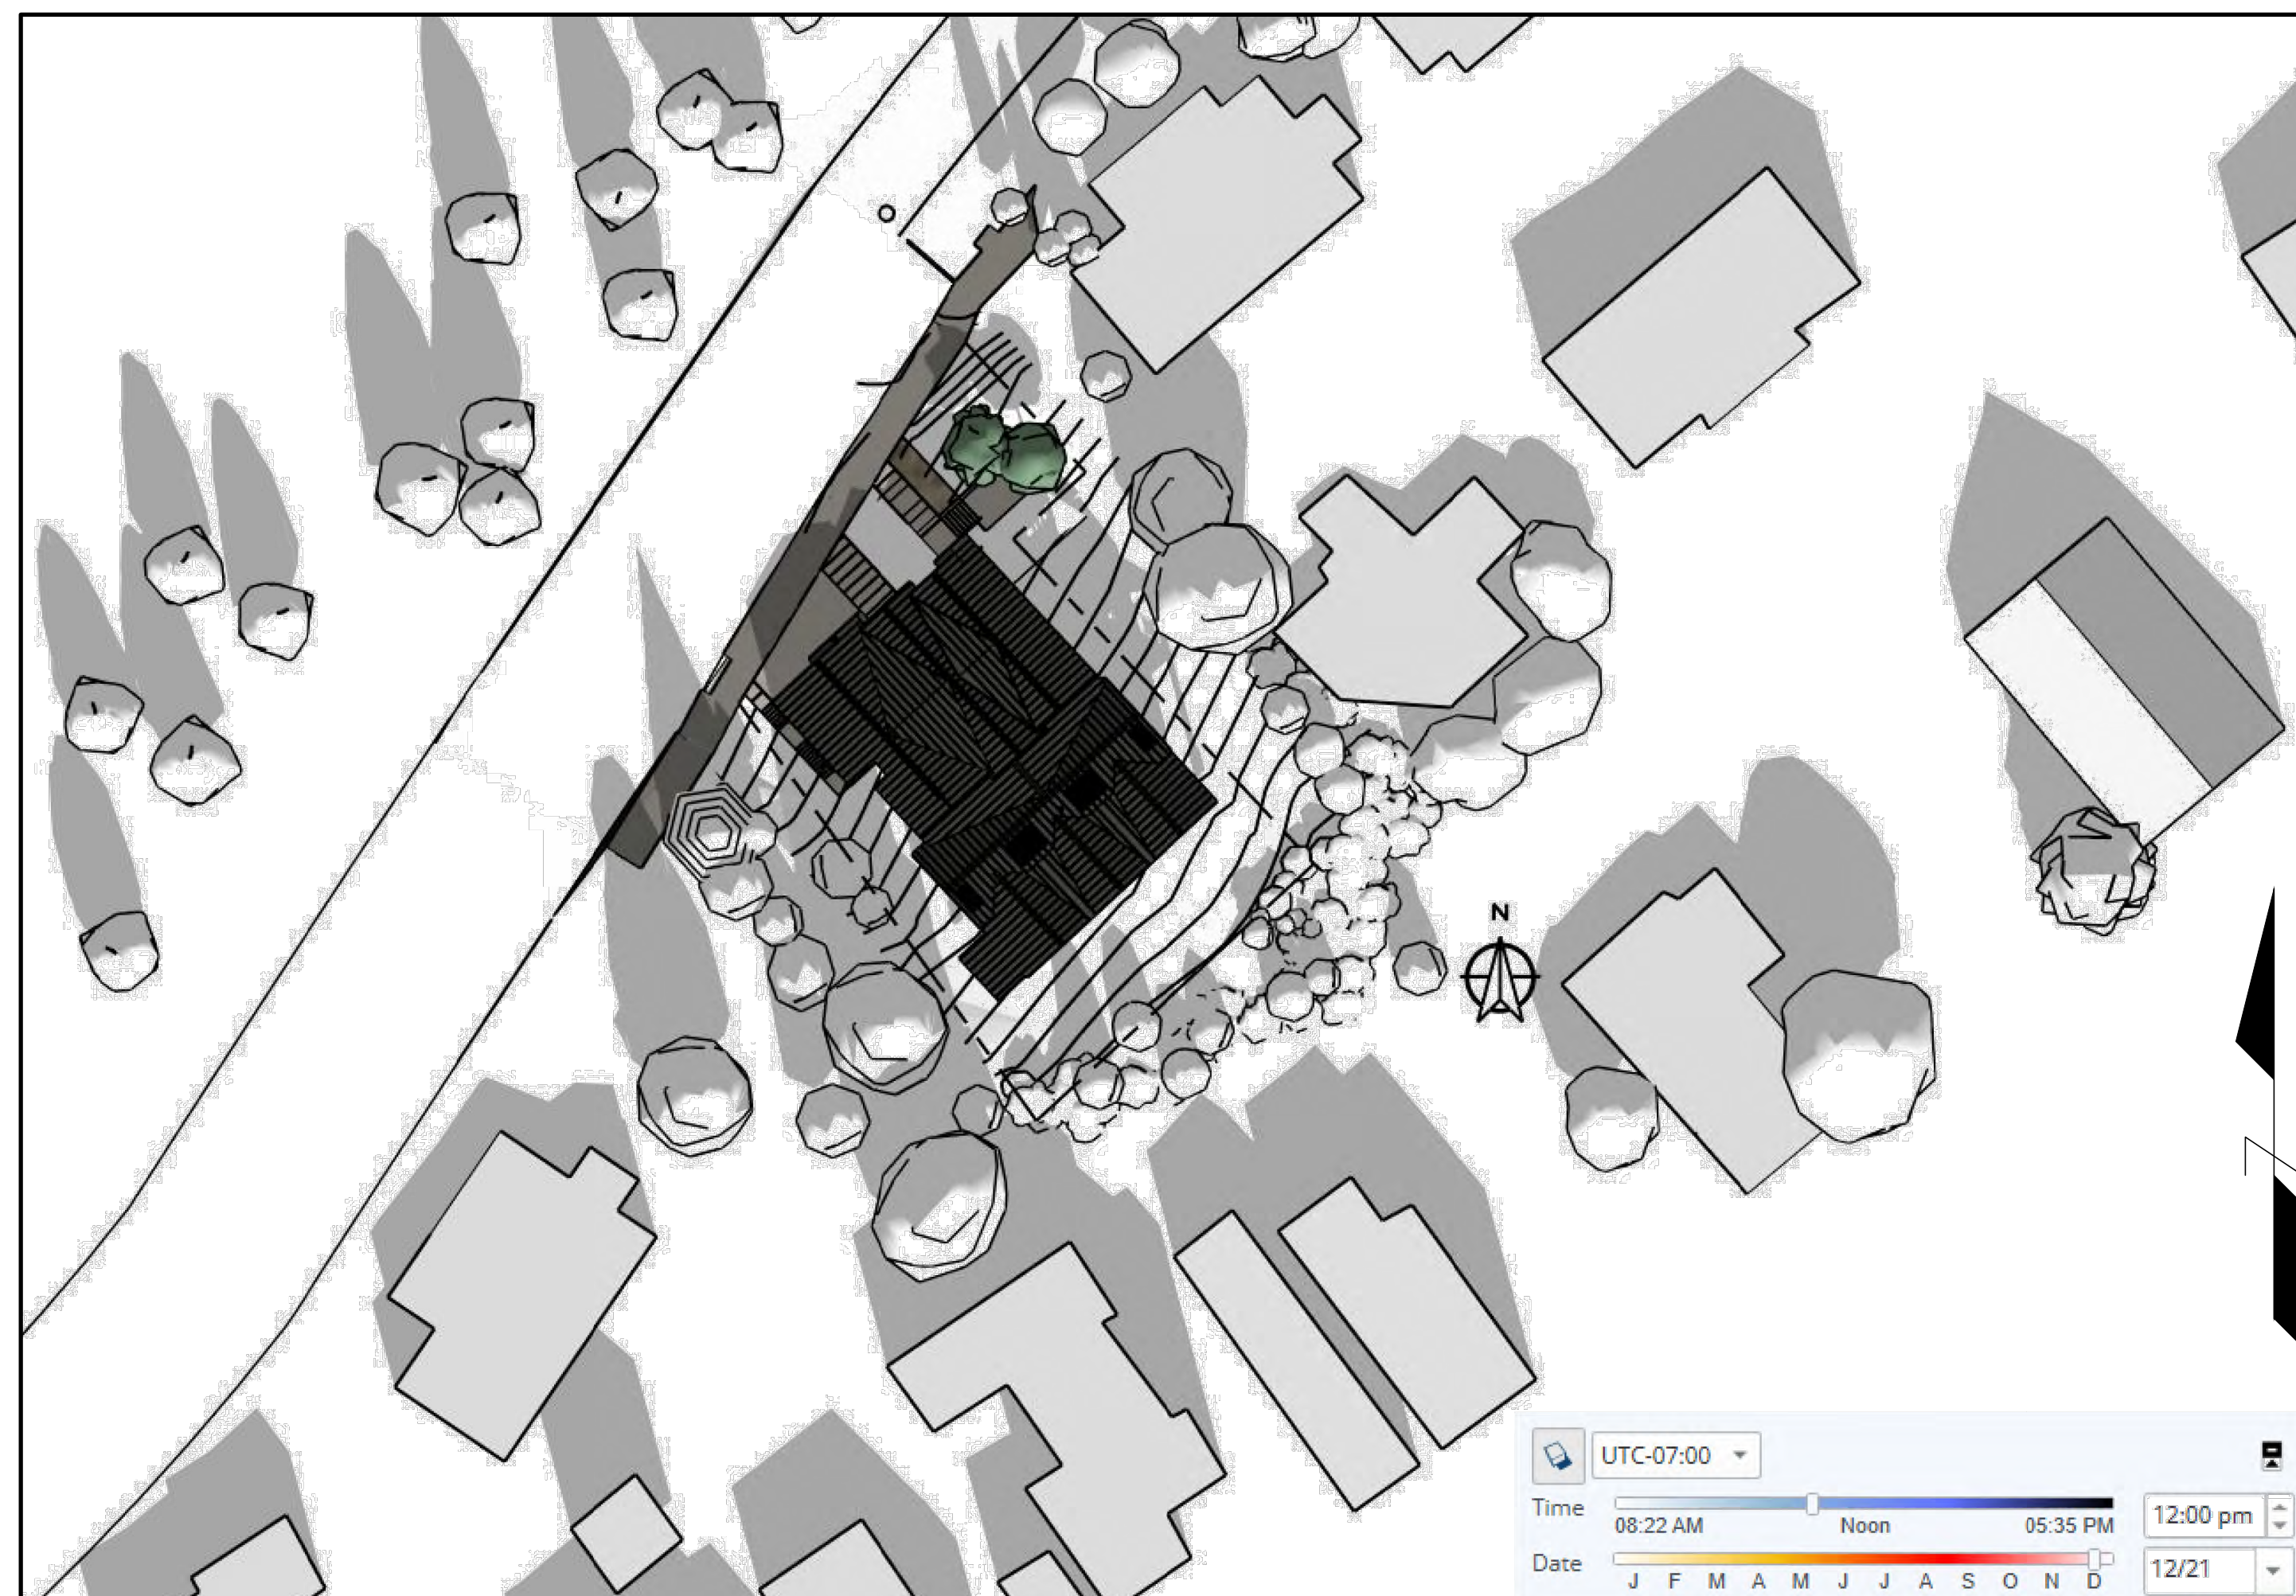 N
UTC-07:00
Time
08:22 AM Noon 05:35 PM
12:00 pm
Date
J F M A M J J A S O N D
12/21